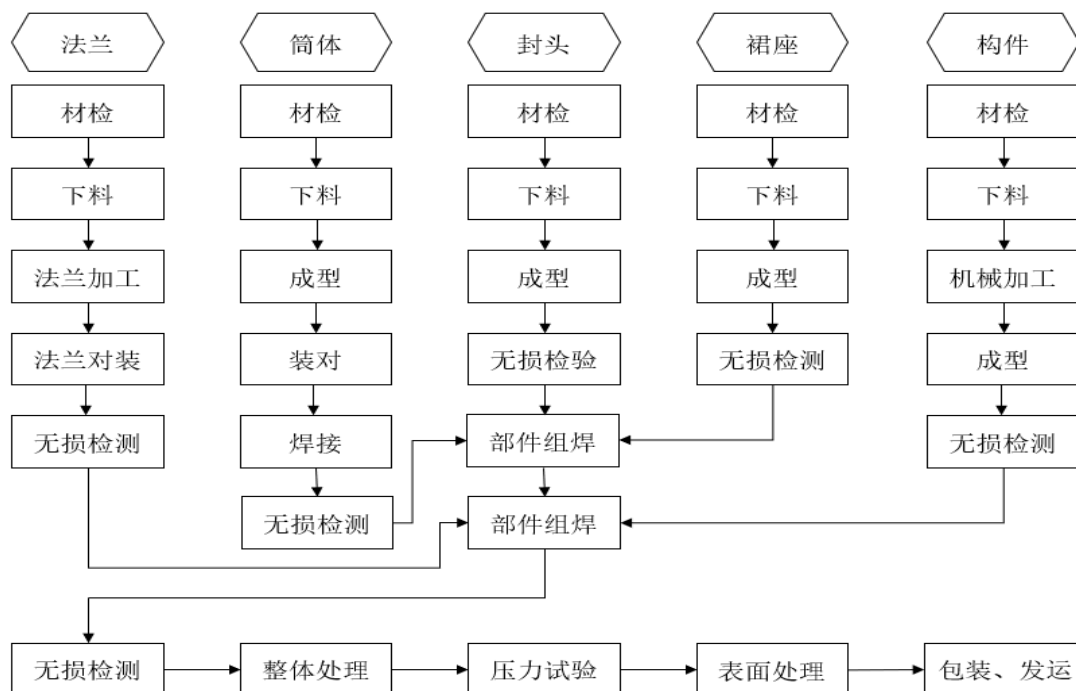 法兰
筒体
封头
裙座
构件
材检
材检
材检
材检
材检
下料
下料
下料
下料
下料
法兰加工
成型
成型
成型
机械加工
法兰对装
装对
无损检验
无损检测
成型
无损检测
焊接
部件组焊
无损检测
无损检测
部件组焊
无损检测
整体处理
压力试验
表面处理
包装、发运